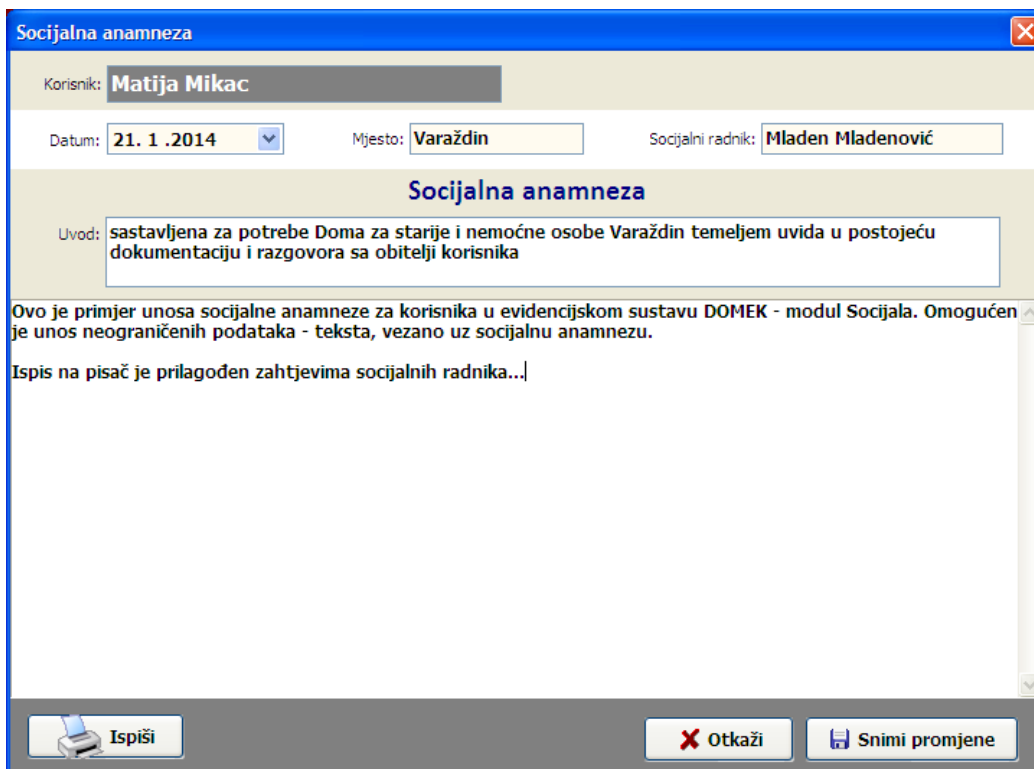 Socijalna anamneza
Korisnik: Matija Mikac
Datum: 21. 1 .2014 Mjesto: Varaždin Socijalni radnik: Mladen Mladenović
Socijalna anamneza
Uvod: sastavljena za potrebe Doma za starije i nemoćne osobe Varaždin temeljem uvida u postojeću
dokumentaciju i razgovora sa obitelji korisnika
Ovo je primjer unosa socijalne anamneze za korisnika u evidencijskom sustavu DOMEK - modul Socijala. Omogućen
je unos neograničenih podataka - teksta, vezano uz socijalnu anamnezu.
Ispis na pisač je prilagođen zahtjevima socijalnih radnika...
Ispiši Otkaži Snimi promjene